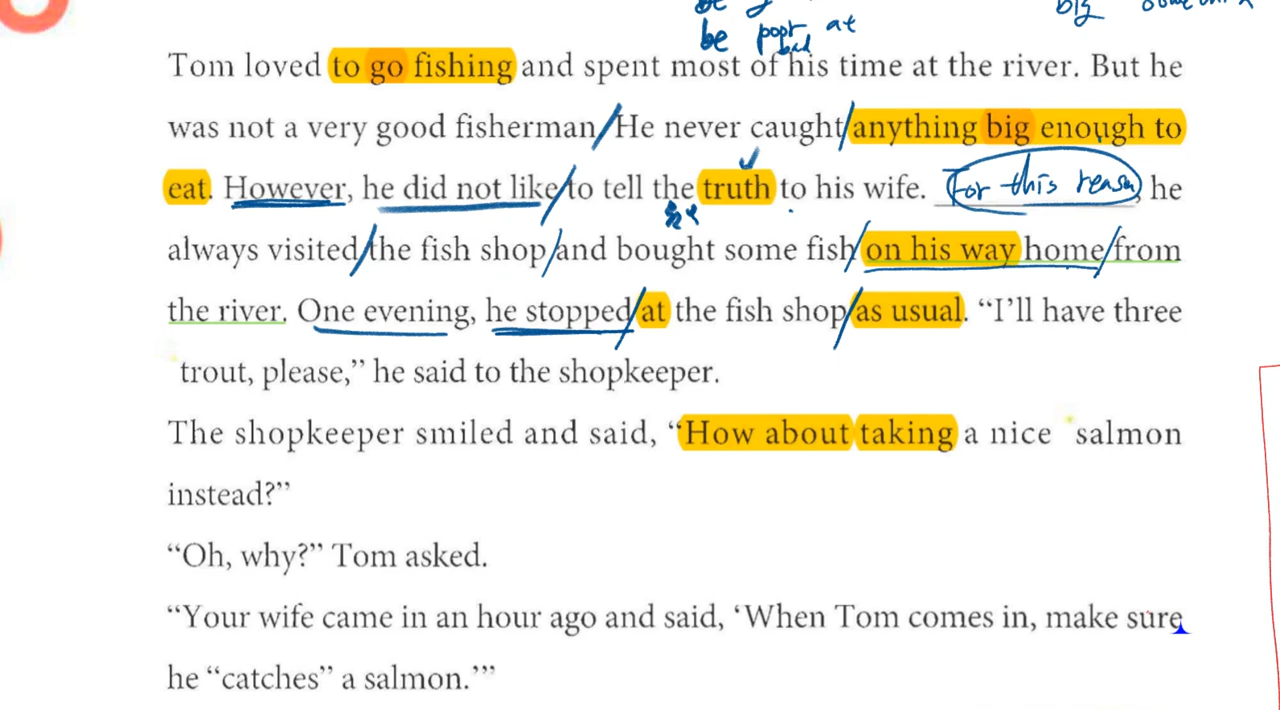 be poor at
bad
big
Tom loved to go fishing and spent most of his time at the river. But he
was not a very good fisherman/He never caught/anything big enough to
eat. However, he did not like/to tell the truth to his wife. For this reason, he
always visited/the fish shop/and bought some fish/on his way home/from
the river. One evening, he stopped/at the fish shop/as usual. “I’ll have three
trout, please,” he said to the shopkeeper.
The shopkeeper smiled and said, “How about taking a nice salmon
instead?”
“Oh, why?” Tom asked.
“Your wife came in an hour ago and said, ‘When Tom comes in, make sure
he “catches” a salmon.’”